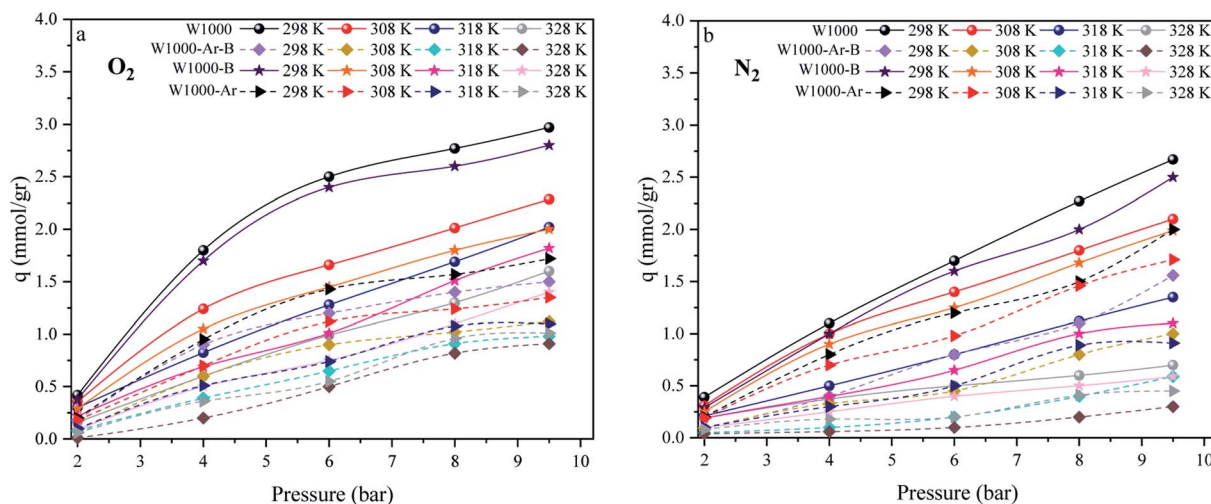 a
O₂
W1000 298 K 308 K 318 K 328 K
W1000-Ar-B 298 K 308 K 318 K 328 K
W1000-B 298 K 308 K 318 K 328 K
W1000-Ar 298 K 308 K 318 K 328 K
4.0
3.5
3.0
2.5
2.0
1.5
1.0
0.5
0.0
q (mmol/gr)
2 3 4 5 6 7 8 9 10
Pressure (bar)
b
N₂
W1000 298 K 308 K 318 K 328 K
W1000-Ar-B 298 K 308 K 318 K 328 K
W1000-B 298 K 308 K 318 K 328 K
W1000-Ar 298 K 308 K 318 K 328 K
4.0
3.5
3.0
2.5
2.0
1.5
1.0
0.5
0.0
q (mmol/gr)
2 3 4 5 6 7 8 9 10
Pressure (bar)